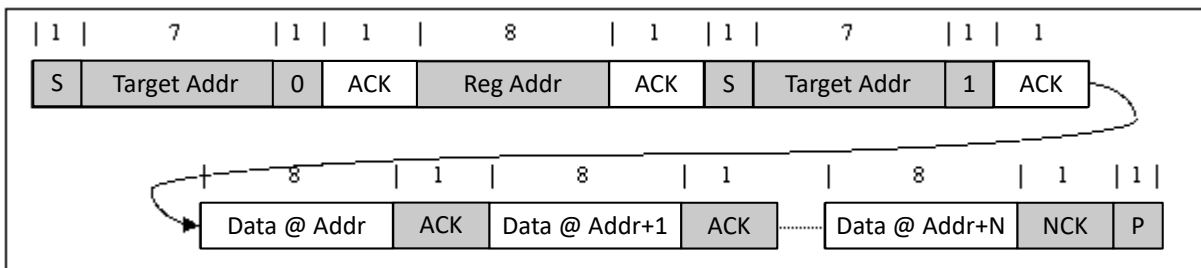 | 1 | 7 | 1 | 1 | 8 | 1 | 1 | 7 | 1 | 1
S Target Addr 0 ACK Reg Addr ACK S Target Addr 1 ACK
| 8 | 1 | 8 | 1 | 8 | 1 | 1 |
Data @ Addr ACK Data @ Addr+1 ACK Data @ Addr+N NCK P